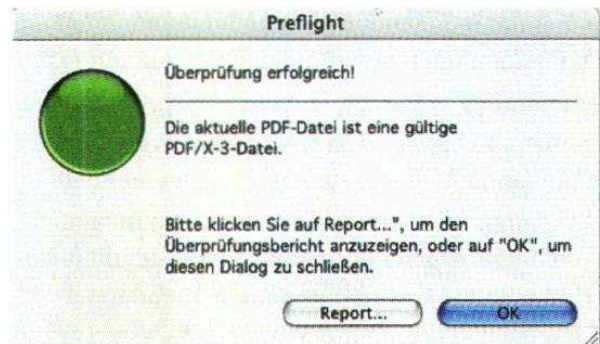 Preflight
Überprüfung erfolgreich!
Die aktuelle PDF-Datei ist eine gültige
PDF/X-3-Datei.
Bitte klicken Sie auf Report...", um den
Überprüfungsbericht anzuzeigen, oder auf "OK", um
diesen Dialog zu schließen.
Report...
OK